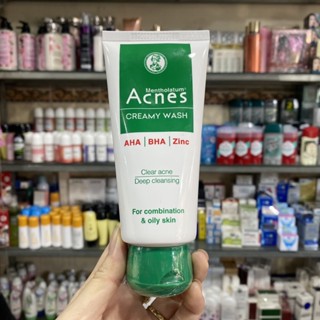 Mentholatum
Acnes
CREAMY WASH
AHA | BHA | Zinc
Clear acne
Deep cleansing
For combination
& oily skin